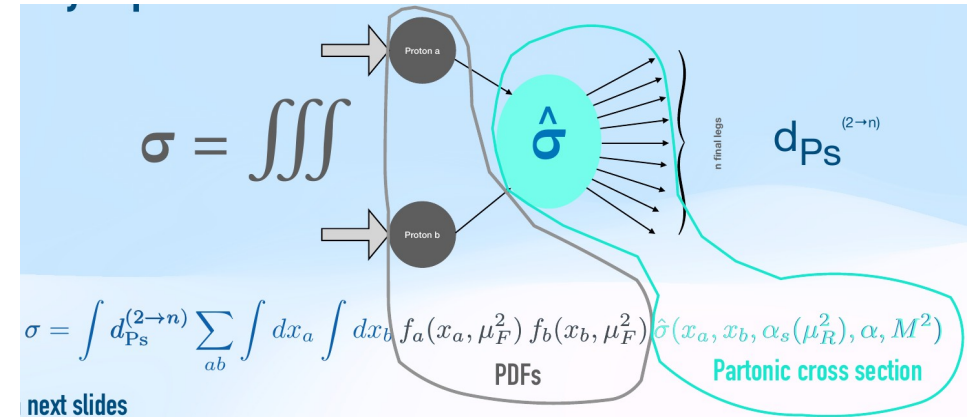 Proton a
σ = ∫∫∫
σ̂
n final legs
d_Ps^(2→n)
Proton b
σ = ∫ d_Ps^(2→n) ∑_ab ∫ dx_a ∫ dx_b f_a(x_a, μ_F^2) f_b(x_b, μ_F^2) σ̂(x_a, x_b, α_s(μ_R^2), α, M^2)
PDFs
Partonic cross section
next slides